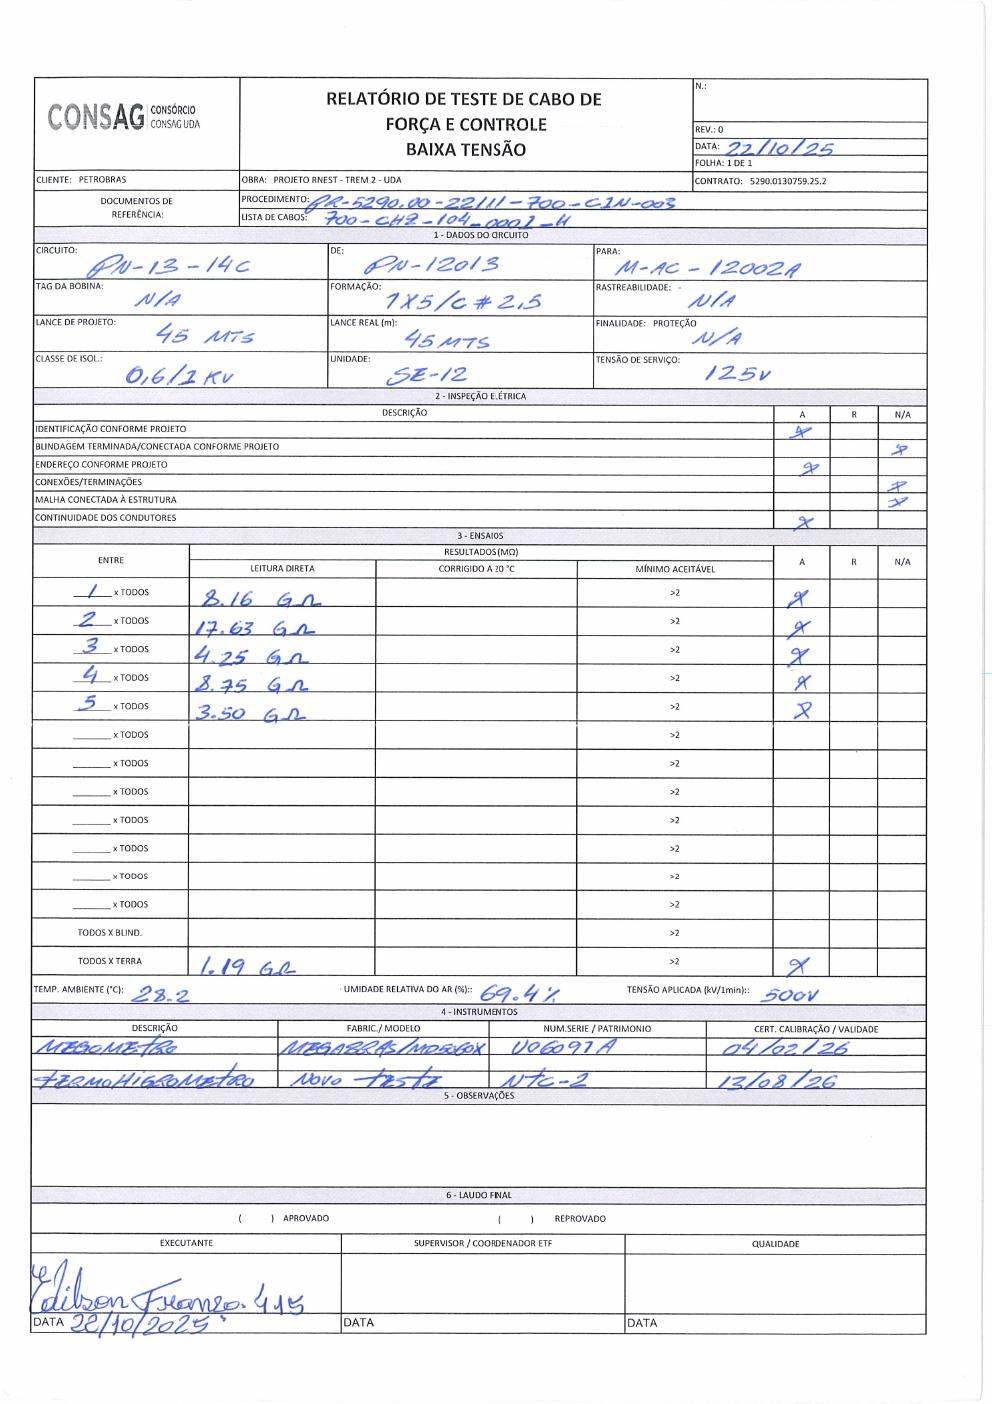 CONSAG CONSÓRCIO CONSAG UDA
RELATÓRIO DE TESTE DE CABO DE
FORÇA E CONTROLE
BAIXA TENSÃO
N.:
REV.: 0
DATA: 22/10/25
FOLHA: 1 DE 1
CLIENTE: PETROBRAS OBRA: PROJETO RNEST - TREM 2 - UDA CONTRATO: 5290.0130759.25.2
DOCUMENTOS DE REFERÊNCIA:
PROCEDIMENTO: PR-5290.00-22111-700-C1N-003
LISTA DE CABOS: 700-CHZ-104-0001-H
1 - DADOS DO CIRCUITO
CIRCUITO: PN-13-14C DE: PN-12013 PARA: M-AC-12002A
TAG DA BOBINA: N/A FORMAÇÃO: 1X5/C#2,5 RASTREABILIDADE: - N/A
LANCE DE PROJETO: 45 MTS LANCE REAL (m): 45 MTS FINALIDADE: PROTEÇÃO N/A
CLASSE DE ISOL.: 0,6/1 KV UNIDADE: SE-12 TENSÃO DE SERVIÇO: 125V
2 - INSPEÇÃO ELÉTRICA
DESCRIÇÃO A R N/A
IDENTIFICAÇÃO CONFORME PROJETO X
BLINDAGEM TERMINADA/CONECTADA CONFORME PROJETO X
ENDEREÇO CONFORME PROJETO X
CONEXÕES/TERMINAÇÕES X
MALHA CONECTADA À ESTRUTURA X
CONTINUIDADE DOS CONDUTORES X
3 - ENSAIOS
ENTRE RESULTADOS(MΩ) A R N/A
LEITURA DIRETA CORRIGIDO A 20 °C MÍNIMO ACEITÁVEL
1 x TODOS 8.16 GΩ >2 X
2 x TODOS 17.63 GΩ >2 X
3 x TODOS 4.25 GΩ >2 X
4 x TODOS 8.75 GΩ >2 X
5 x TODOS 3.50 GΩ >2 X
______ x TODOS >2
______ x TODOS >2
______ x TODOS >2
______ x TODOS >2
______ x TODOS >2
______ x TODOS >2
______ x TODOS >2
TODOS X BLIND. >2
TODOS X TERRA 1.19 GΩ >2 X
TEMP. AMBIENTE (°C): 28.2 UMIDADE RELATIVA DO AR (%):: 69.4% TENSÃO APLICADA (kV/1min):: 500V
4 - INSTRUMENTOS
DESCRIÇÃO FABRIC./ MODELO NUM.SERIE / PATRIMONIO CERT. CALIBRAÇÃO / VALIDADE
MEGOMETRO MEGABRAS/ U06097A 04/02/26
TERMOHIGROMETRO NOVO TESTE NTC-2 13/08/26
5 - OBSERVAÇÕES
6 - LAUDO FINAL
( ) APROVADO ( ) REPROVADO
EXECUTANTE SUPERVISOR / COORDENADOR ETF QUALIDADE
Edilson Franzo. 415
DATA 22/10/2025 DATA DATA